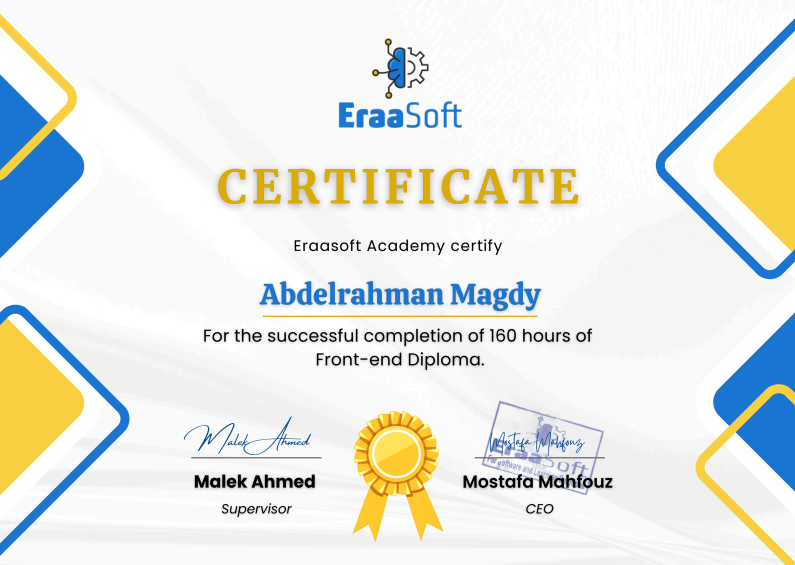 EraaSoft
CERTIFICATE
Eraasoft Academy certify
Abdelrahman Magdy
For the successful completion of 160 hours of
Front-end Diploma.
Malek Ahmed
Mostafa Mahfouz
EraaSoft
For Software and
Malek Ahmed
Mostafa Mahfouz
Supervisor
CEO